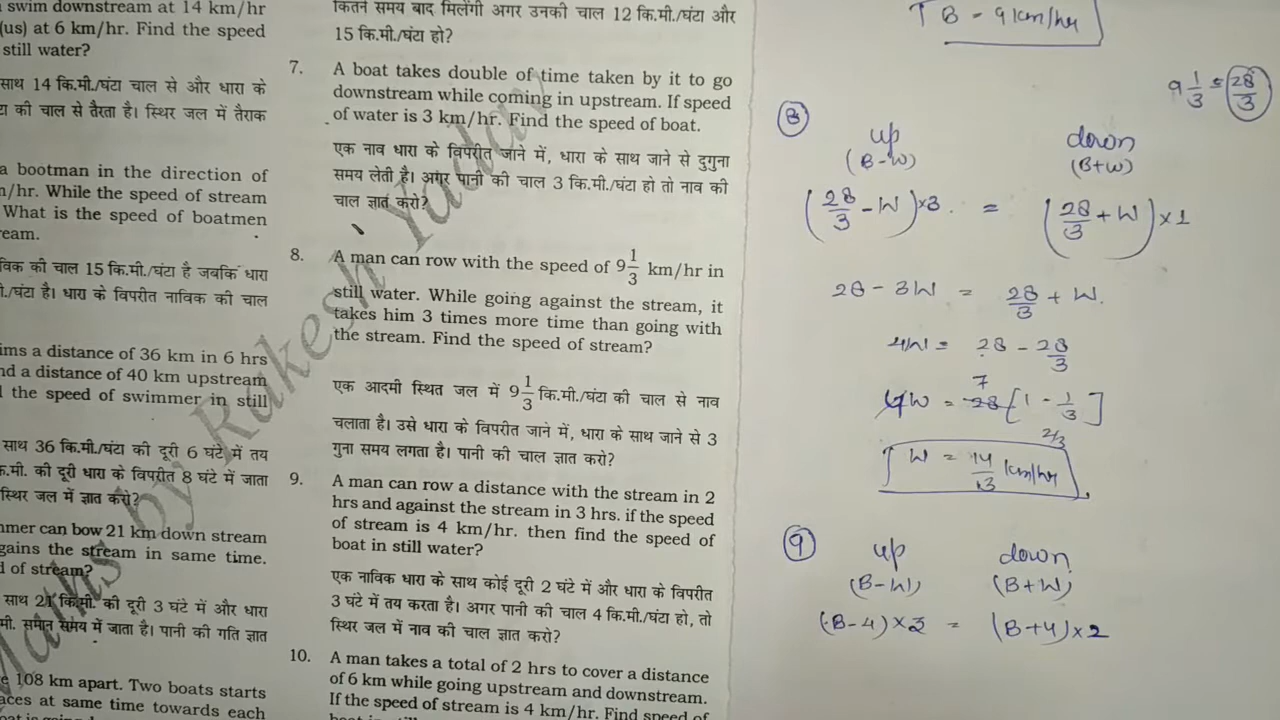 swim downstream at 14 km/hr
(us) at 6 km/hr. Find the speed
still water?
साथ 14 कि.मी./घंटा चाल से और धारा के
की चाल से तैरता है। स्थिर जल में तैराक
a bootman in the direction of
/hr. While the speed of stream
What is the speed of boatmen
eam.
विक की चाल 15 कि.मी./घंटा है जबकि धारा
./घंटा है। धारा के विपरीत नाविक की चाल
ims a distance of 36 km in 6 hrs
nd a distance of 40 km upstream
the speed of swimmer in still
साथ 36 कि.मी./घंटा की दूरी 6 घंटे में तय
कि.मी. की दूरी धारा के विपरीत 8 घंटे में जाता
स्थिर जल में ज्ञात करो?
mer can bow 21 km down stream
gains the stream in same time.
d of stream?
साथ 21 कि.मी. की दूरी 3 घंटे में और धारा
मी. समान समय में जाता है। पानी की गति ज्ञात
108 km apart. Two boats starts
aces at same time towards each
कितने समय बाद मिलेंगी अगर उनकी चाल 12 कि.मी./घंटा और
15 कि.मी./घंटा हो?
7. A boat takes double of time taken by it to go
downstream while coming in upstream. If speed
of water is 3 km/hr. Find the speed of boat.
एक नाव धारा के विपरीत जाने में, धारा के साथ जाने से दुगुना
समय लेती है। अगर पानी की चाल 3 कि.मी./घंटा हो तो नाव की
चाल ज्ञात करो?
8. A man can row with the speed of 9 1/3 km/hr in
still water. While going against the stream, it
takes him 3 times more time than going with
the stream. Find the speed of stream?
एक आदमी स्थित जल में 9 1/3 कि.मी./घंटा की चाल से नाव
चलाता है। उसे धारा के विपरीत जाने में, धारा के साथ जाने से 3
गुना समय लगता है। पानी की चाल ज्ञात करो?
9. A man can row a distance with the stream in 2
hrs and against the stream in 3 hrs. if the speed
of stream is 4 km/hr. then find the speed of
boat in still water?
एक नाविक धारा के साथ कोई दूरी 2 घंटे में और धारा के विपरीत
3 घंटे में तय करता है। अगर पानी की चाल 4 कि.मी./घंटा हो, तो
स्थिर जल में नाव की चाल ज्ञात करो?
10. A man takes a total of 2 hrs to cover a distance
of 6 km while going upstream and downstream.
If the speed of stream is 4 km/hr. Find speed of
Maths by Rakesh Yadav
B - 9 km/hr
9 1/3 = 28/3
8
up down
(B-W) (B+W)
(28/3 - W) × 3 = (28/3 + W) × 1
28 - 3W = 28/3 + W.
4W = 28 - 28/3
4W = 28 7 [1 - 1/3]
2/3
W = 14/3 km/hr
9
up down
(B-W) (B+W)
(B-4) × 3 = (B+4) × 2